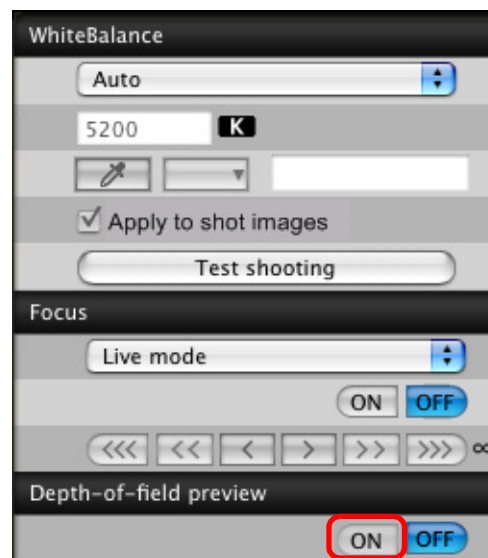 WhiteBalance
Auto
5200 K
Apply to shot images
Test shooting
Focus
Live mode
ON OFF
<<< << < > >> >>> ∞
Depth-of-field preview
ON OFF